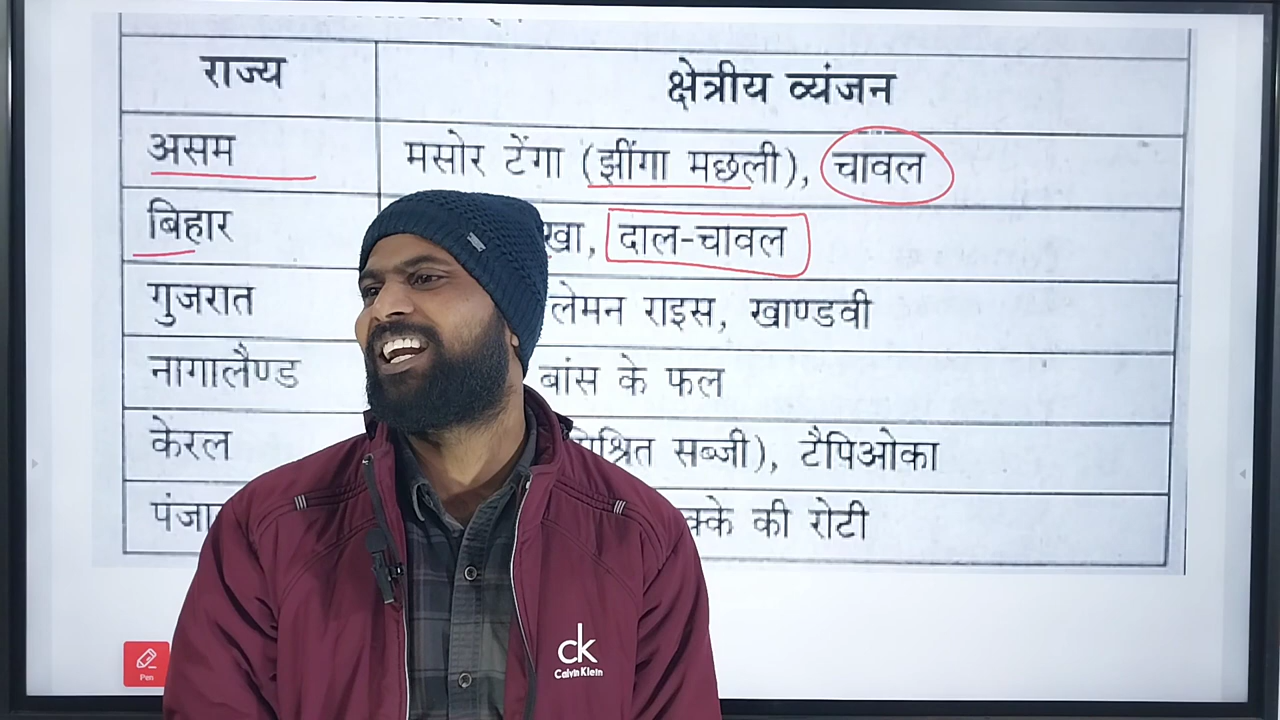 राज्य क्षेत्रीय व्यंजन
असम मसोर टेंगा (झींगा मछली), चावल
बिहार दाल-चावल
गुजरात लेमन राइस, खाण्डवी
नागालैण्ड बांस के फल
केरल सब्जी), टैपिओका
की रोटी
Pen
ck
Calvin Klein